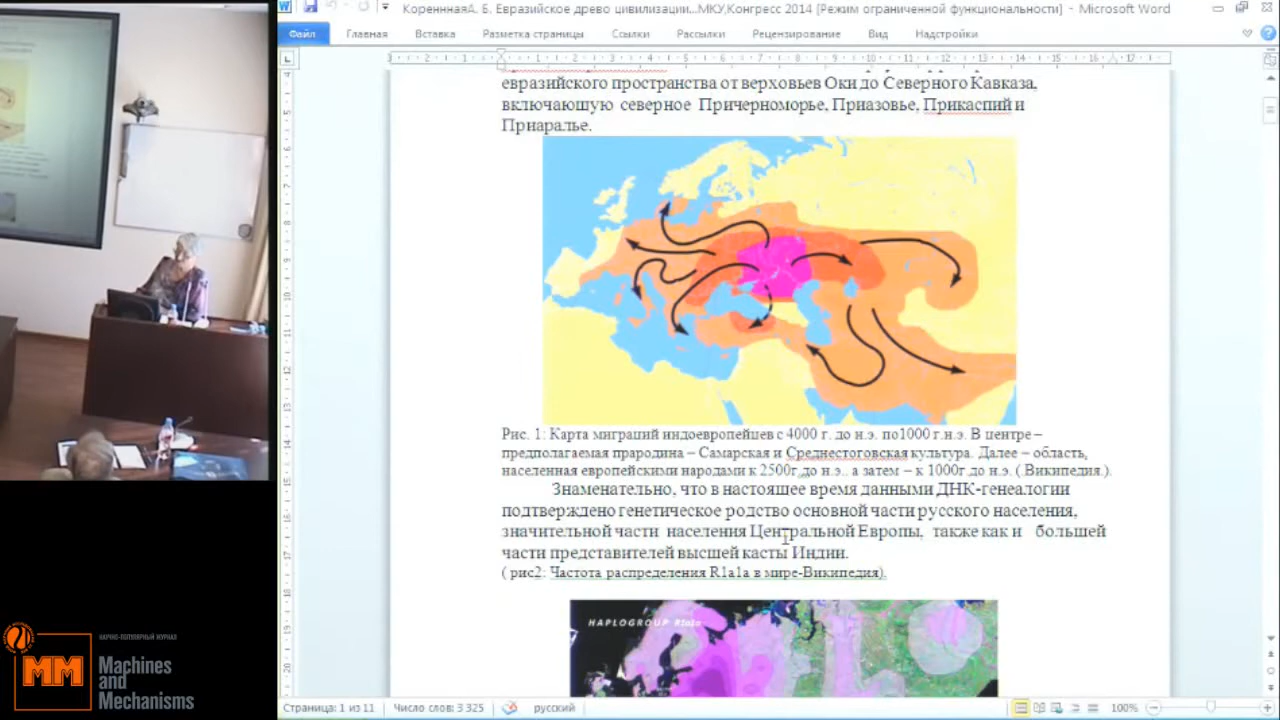 КореннаяА. Б. Евразийское древо цивилизации...МКУ,Конгресс 2014 [Режим ограниченной функциональности] - Microsoft Word
Файл Главная Вставка Разметка страницы Ссылки Рассылки Рецензирование Вид Надстройки
евразийского пространства от верховьев Оки до Северного Кавказа,
включающую северное Причерноморье, Приазовье, Прикаспий и
Приаралье.
Рис. 1: Карта миграций индоевропейцев с 4000 г. до н.э. по1000 г.н.э. В центре –
предполагаемая прародина – Самарская и Среднестоговская культура. Далее – область,
населенная европейскими народами к 2500г до н.э.. а затем – к 1000г до н.э. ( Википедия.).
Знаменательно, что в настоящее время данными ДНК-генеалогии
подтверждено генетическое родство основной части русского населения,
значительной части населения Центральной Европы, также как и большей
части представителей высшей касты Индии.
( рис2: Частота распределения R1a1a в мире-Википедия).
HAPLOGROUP R1a1a
Страница: 1 из 11 Число слов: 3 325 русский 100%
НАУЧНО-ПОПУЛЯРНЫЙ ЖУРНАЛ
MM
Machines
and
Mechanisms